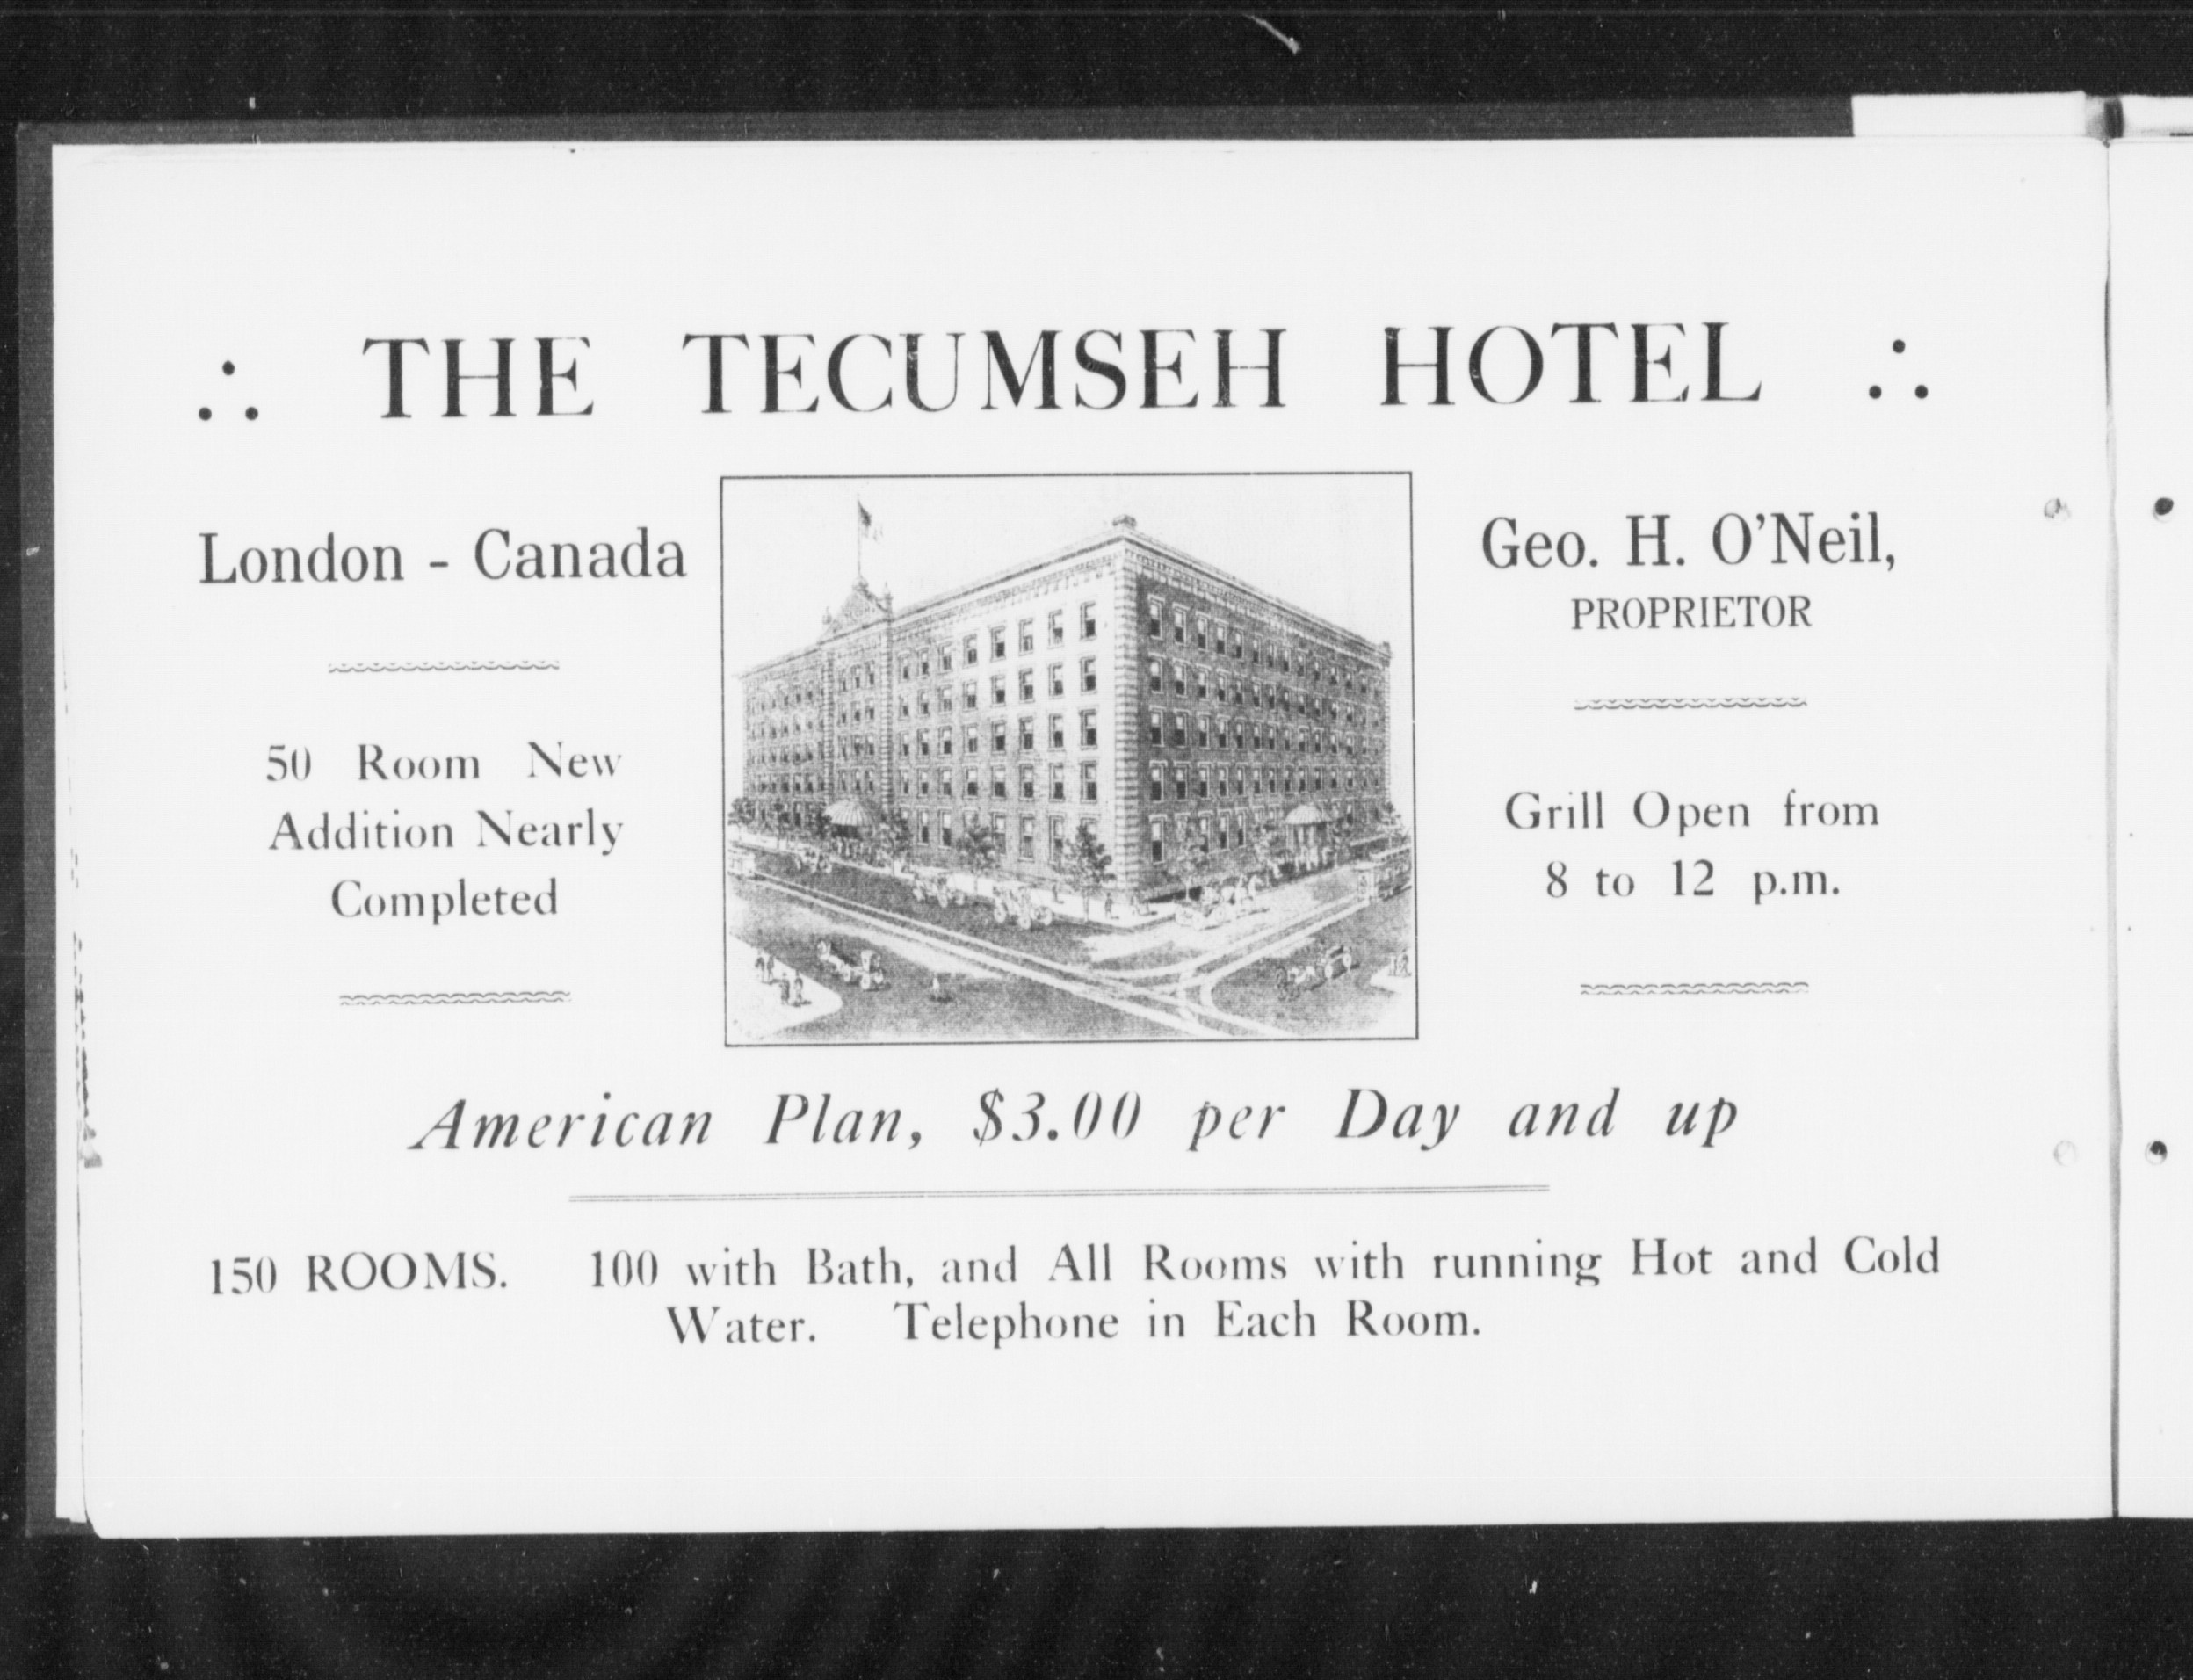 ∴ THE TECUMSEH HOTEL ∴
London - Canada
50 Room New
Addition Nearly
Completed
Geo. H. O'Neil,
PROPRIETOR
Grill Open from
8 to 12 p.m.
American Plan, $3.00 per Day and up
150 ROOMS. 100 with Bath, and All Rooms with running Hot and Cold
Water. Telephone in Each Room.